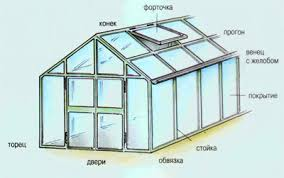 форточка
конек
прогон
венец
с желобом
покрытие
торец
двери
обвязка
стойка